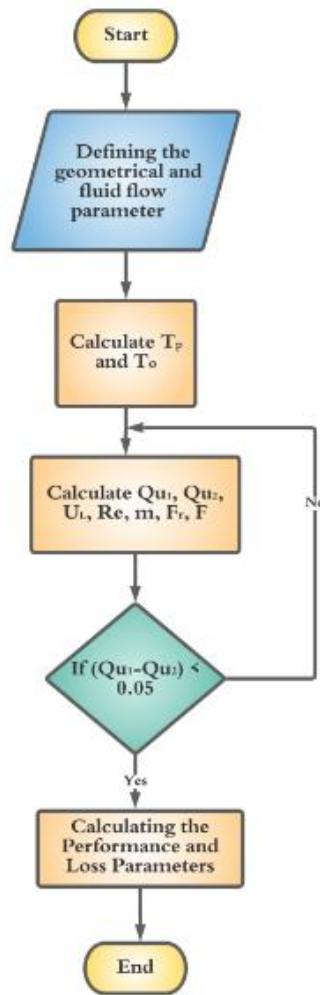 Start
Defining the
geometrical and
fluid flow
parameter
Calculate Tₚ
and Tₒ
Calculate Qu₁, Qu₂,
U_L, Re, m, Fᵣ, F
No
If (Qu₁-Qu₂) <
0.05
Yes
Calculating the
Performance and
Loss Parameters
End